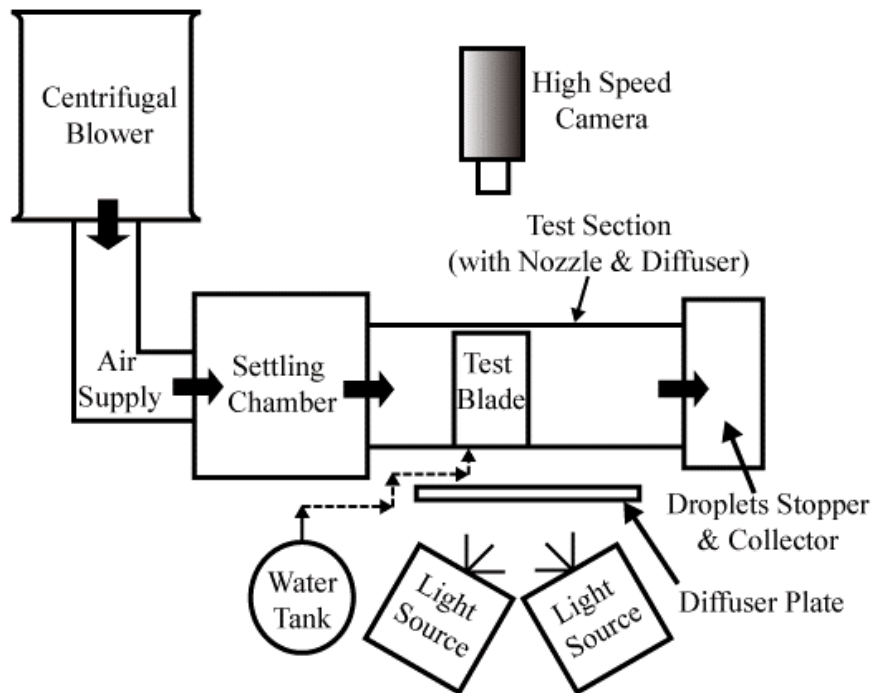 Centrifugal
Blower
High Speed
Camera
Test Section
(with Nozzle & Diffuser)
Air
Supply
Settling
Chamber
Test
Blade
Droplets Stopper
& Collector
Water
Tank
Light
Source
Light
Source
Diffuser Plate